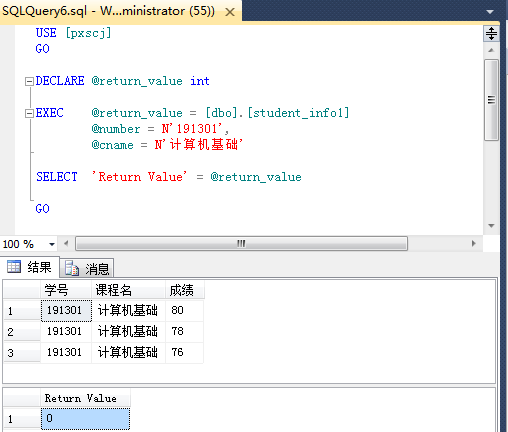 SQLQuery6.sql - W...ministrator (55))
USE [pxscj]
GO
DECLARE @return_value int
EXEC @return_value = [dbo].[student_info1]
@number = N'191301',
@cname = N'计算机基础'
SELECT 'Return Value' = @return_value
GO
100 %
结果 消息
学号 课程名 成绩
1 191301 计算机基础 80
2 191301 计算机基础 78
3 191301 计算机基础 76
Return Value
1 0